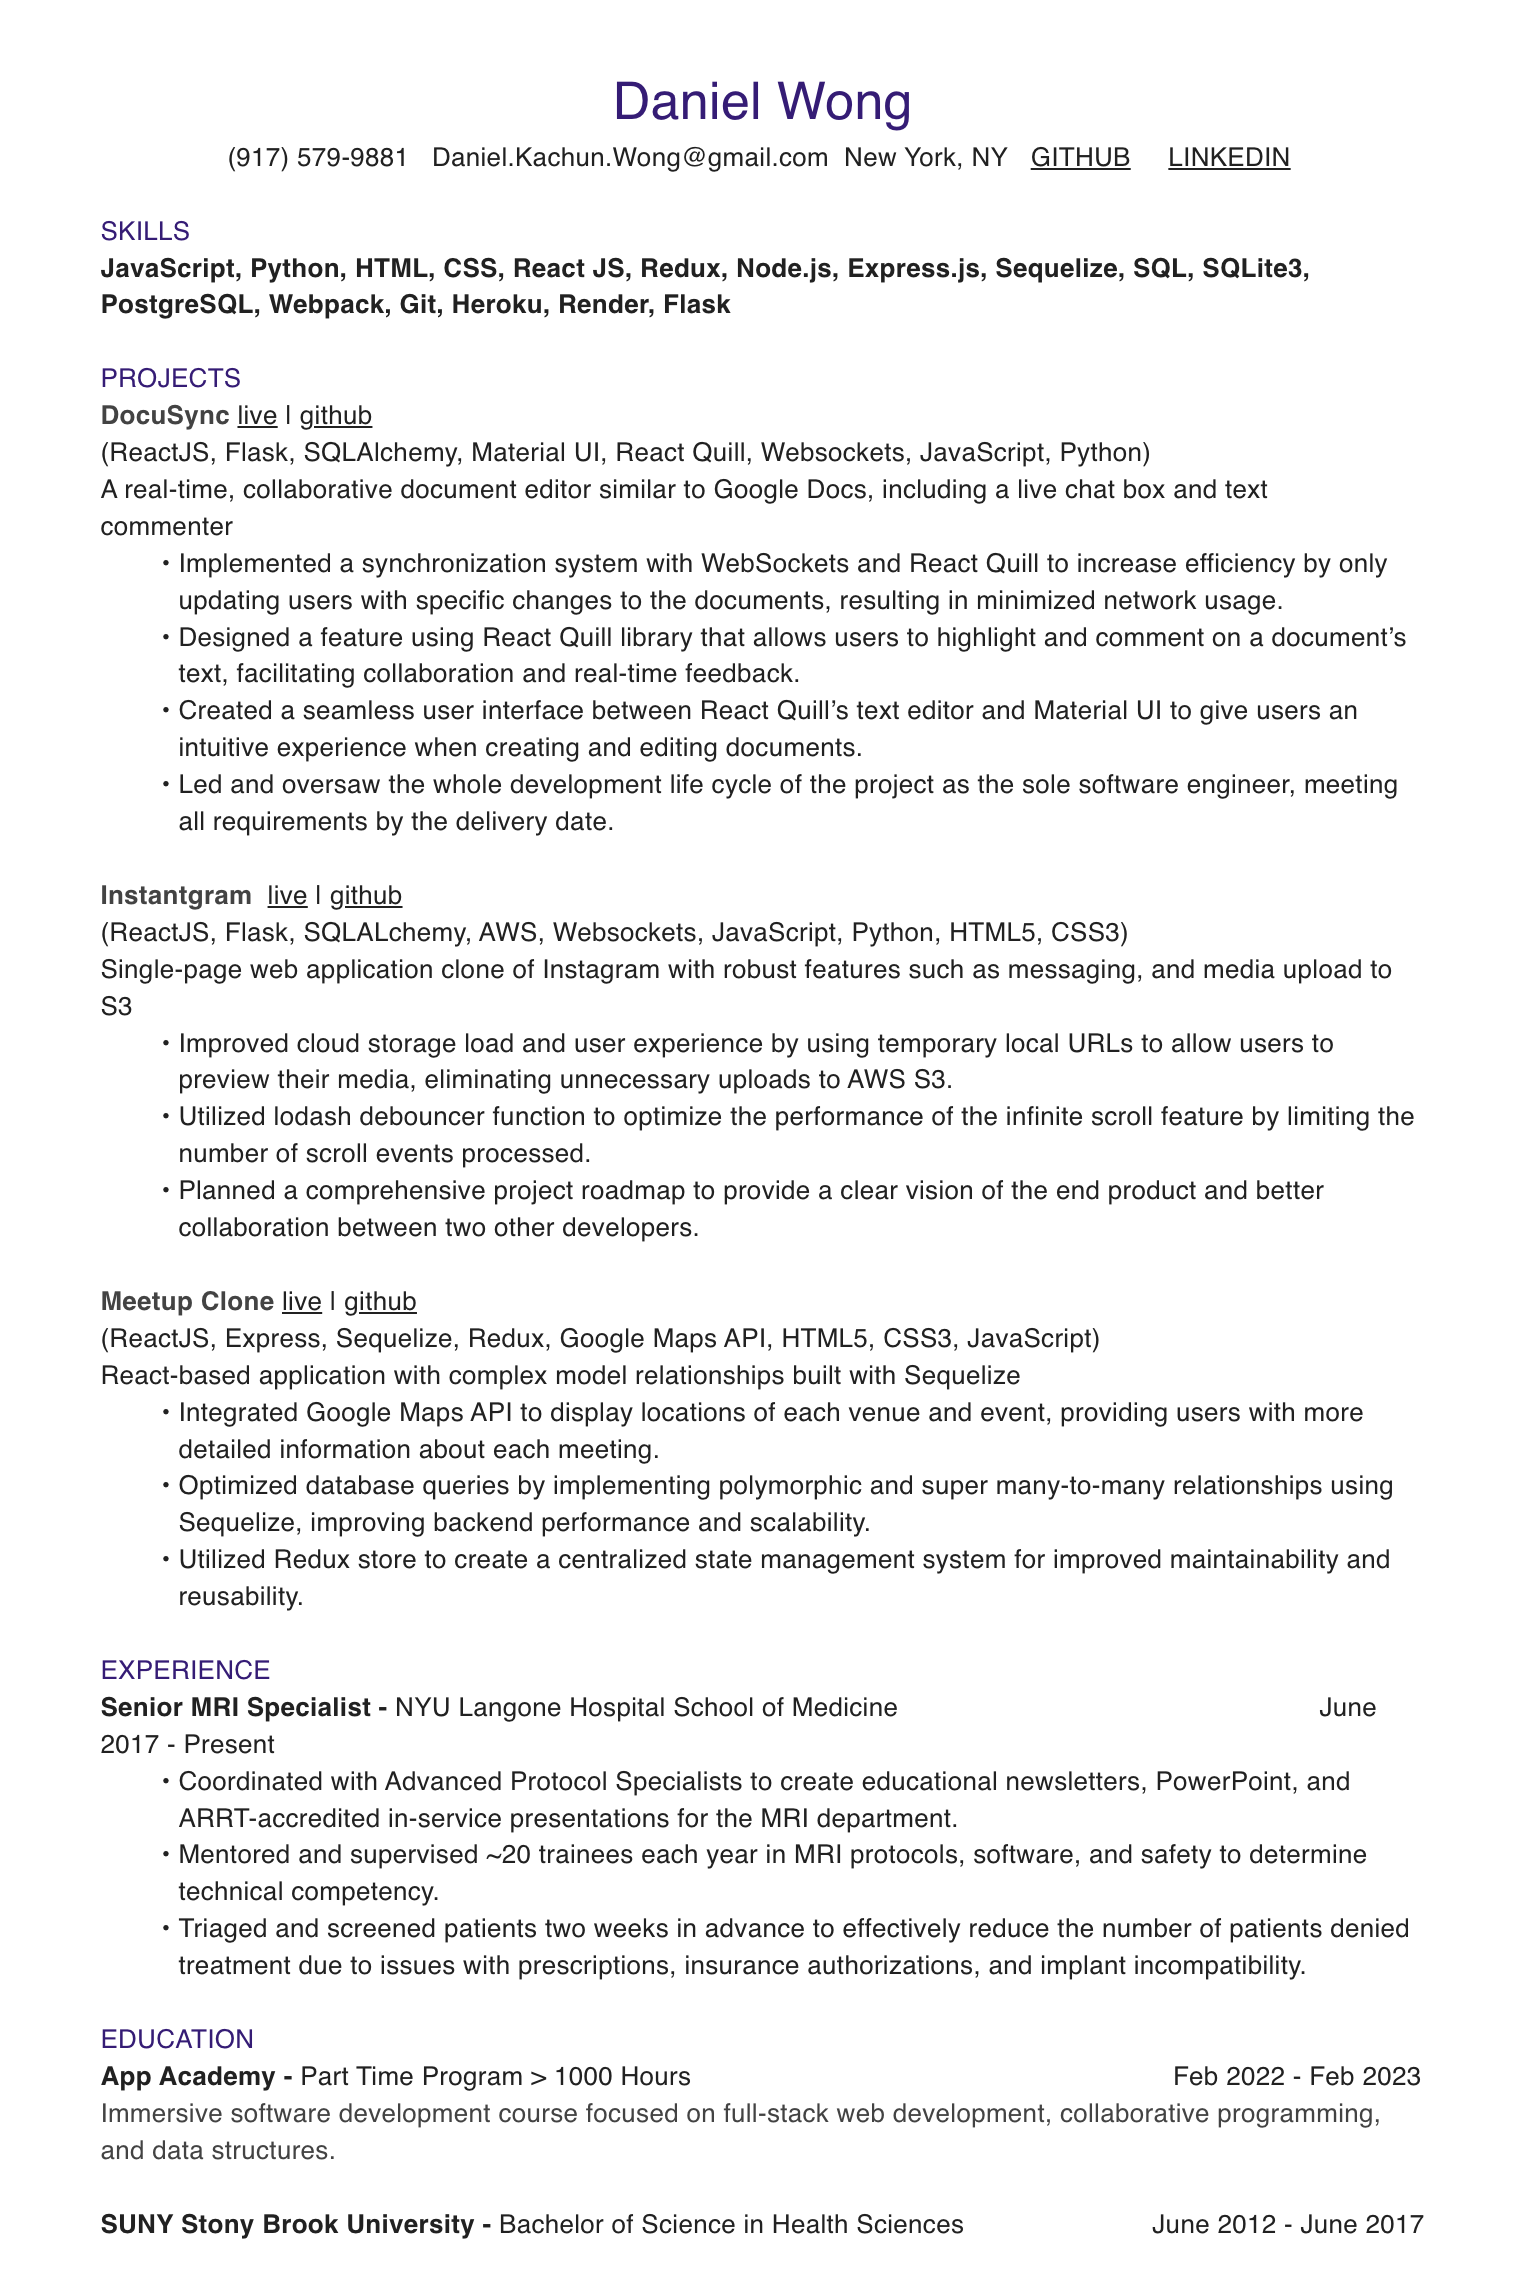 Daniel Wong
(917) 579-9881 Daniel.Kachun.Wong@gmail.com New York, NY GITHUB LINKEDIN
SKILLS
JavaScript, Python, HTML, CSS, React JS, Redux, Node.js, Express.js, Sequelize, SQL, SQLite3,
PostgreSQL, Webpack, Git, Heroku, Render, Flask
PROJECTS
DocuSync live | github
(ReactJS, Flask, SQLAlchemy, Material UI, React Quill, Websockets, JavaScript, Python)
A real-time, collaborative document editor similar to Google Docs, including a live chat box and text
commenter
• Implemented a synchronization system with WebSockets and React Quill to increase efficiency by only
updating users with specific changes to the documents, resulting in minimized network usage.
• Designed a feature using React Quill library that allows users to highlight and comment on a document’s
text, facilitating collaboration and real-time feedback.
• Created a seamless user interface between React Quill’s text editor and Material UI to give users an
intuitive experience when creating and editing documents.
• Led and oversaw the whole development life cycle of the project as the sole software engineer, meeting
all requirements by the delivery date.
Instantgram live | github
(ReactJS, Flask, SQLALchemy, AWS, Websockets, JavaScript, Python, HTML5, CSS3)
Single-page web application clone of Instagram with robust features such as messaging, and media upload to
S3
• Improved cloud storage load and user experience by using temporary local URLs to allow users to
preview their media, eliminating unnecessary uploads to AWS S3.
• Utilized lodash debouncer function to optimize the performance of the infinite scroll feature by limiting the
number of scroll events processed.
• Planned a comprehensive project roadmap to provide a clear vision of the end product and better
collaboration between two other developers.
Meetup Clone live | github
(ReactJS, Express, Sequelize, Redux, Google Maps API, HTML5, CSS3, JavaScript)
React-based application with complex model relationships built with Sequelize
• Integrated Google Maps API to display locations of each venue and event, providing users with more
detailed information about each meeting.
• Optimized database queries by implementing polymorphic and super many-to-many relationships using
Sequelize, improving backend performance and scalability.
• Utilized Redux store to create a centralized state management system for improved maintainability and
reusability.
EXPERIENCE
Senior MRI Specialist - NYU Langone Hospital School of Medicine June
2017 - Present
• Coordinated with Advanced Protocol Specialists to create educational newsletters, PowerPoint, and
ARRT-accredited in-service presentations for the MRI department.
• Mentored and supervised ~20 trainees each year in MRI protocols, software, and safety to determine
technical competency.
• Triaged and screened patients two weeks in advance to effectively reduce the number of patients denied
treatment due to issues with prescriptions, insurance authorizations, and implant incompatibility.
EDUCATION
App Academy - Part Time Program > 1000 Hours Feb 2022 - Feb 2023
Immersive software development course focused on full-stack web development, collaborative programming,
and data structures.
SUNY Stony Brook University - Bachelor of Science in Health Sciences June 2012 - June 2017